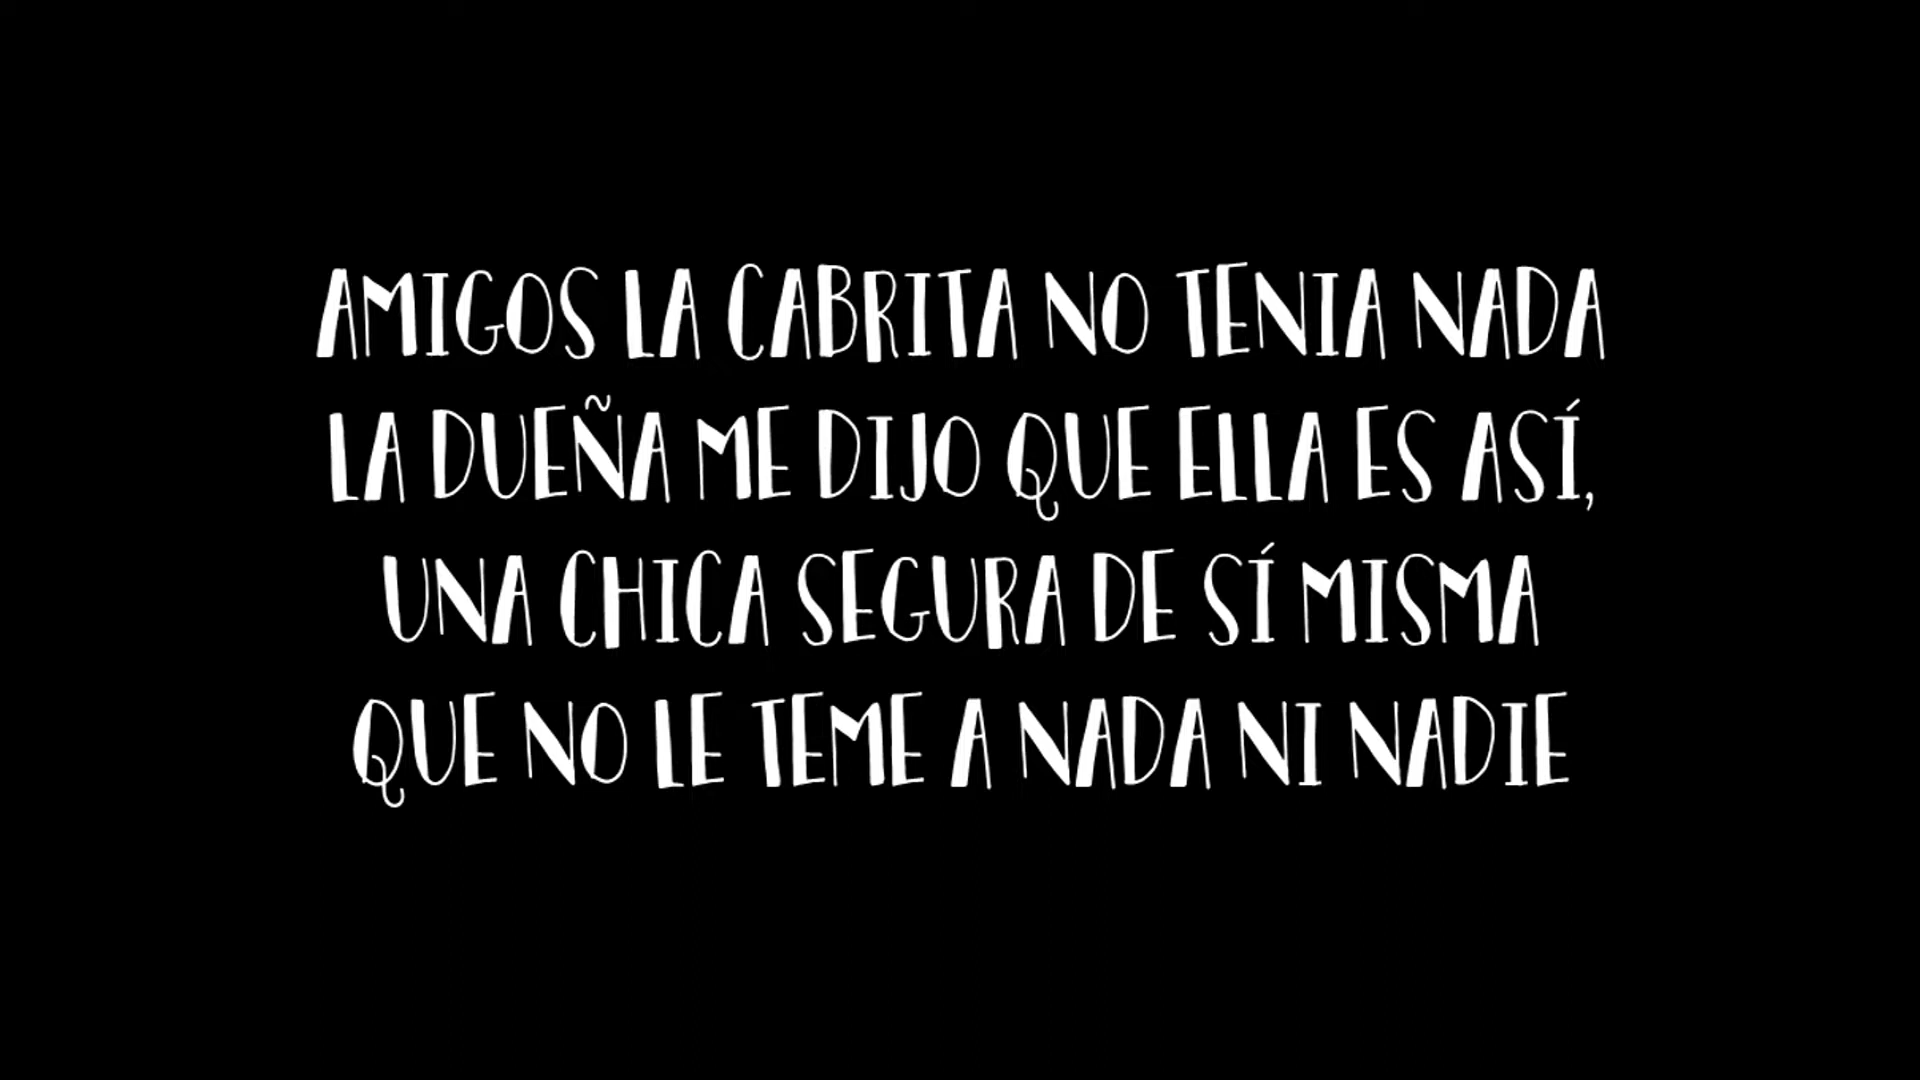 AMIGOS LA CABRITA NO TENIA NADA
LA DUEÑA ME DIJO QUE ELLA ES ASÍ,
UNA CHICA SEGURA DE SÍ MISMA
QUE NO LE TEME A NADA NI NADIE